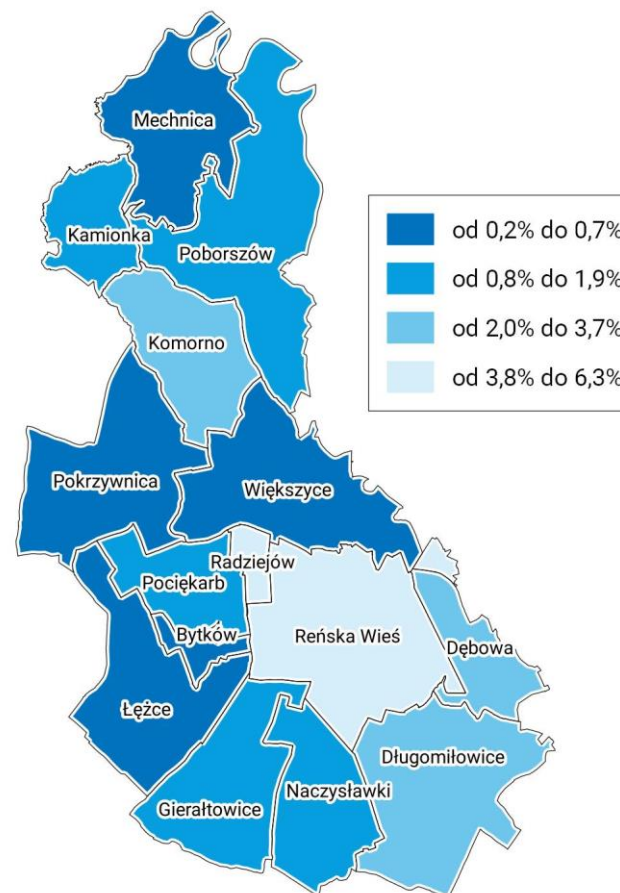 Mechnica
Kamionka
Poborszów
Komorno
od 0,2% do 0,7%
od 0,8% do 1,9%
od 2,0% do 3,7%
od 3,8% do 6,3%
Pokrzywnica
Większyce
Radziejów
Pociękarb
Bytków
Reńska Wieś
Dębowa
Łężce
Długomiłowice
Naczysławki
Gierałtowice